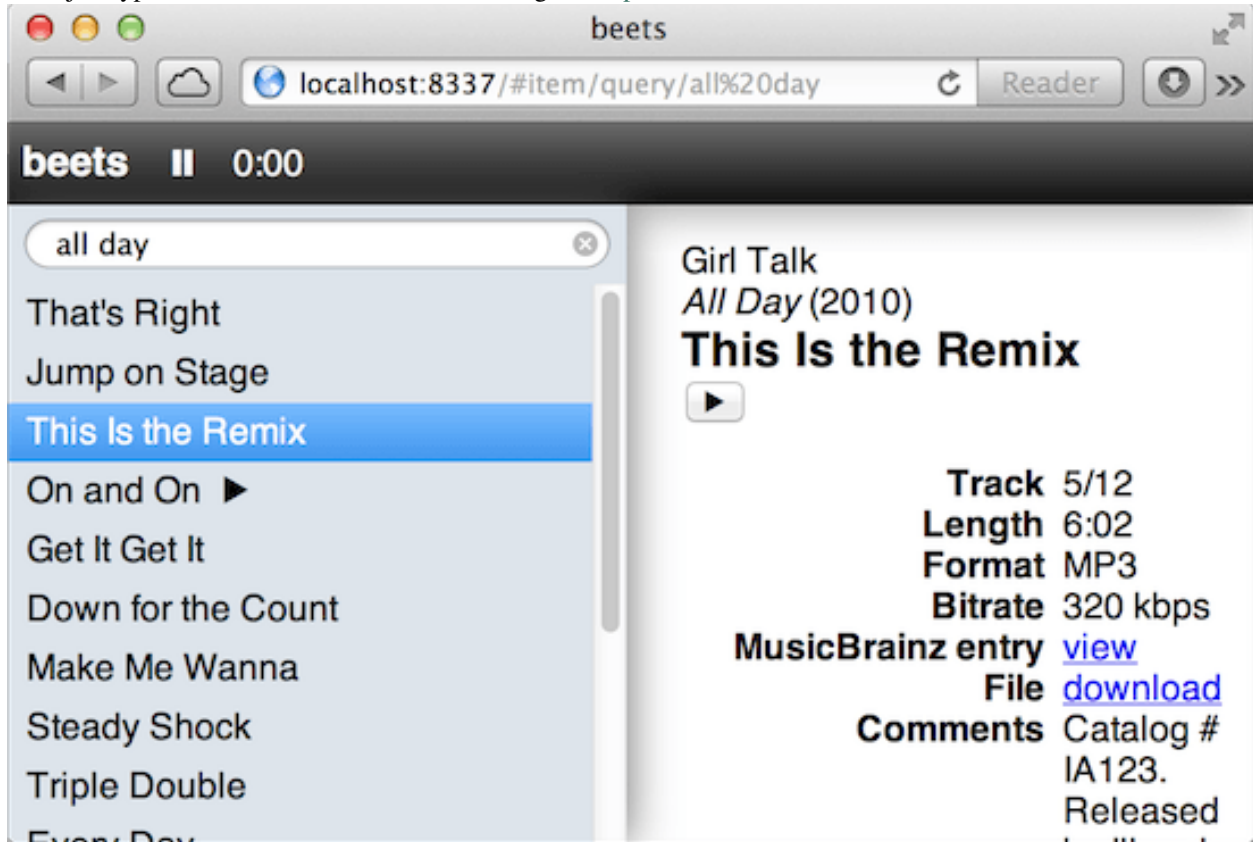 beets
localhost:8337/#item/query/all%20day
Reader
beets 0:00
all day
That's Right
Jump on Stage
This Is the Remix
On and On
Get It Get It
Down for the Count
Make Me Wanna
Steady Shock
Triple Double
Every Day
Girl Talk
All Day (2010)
This Is the Remix
Track 5/12
Length 6:02
Format MP3
Bitrate 320 kbps
MusicBrainz entry view
File download
Comments Catalog #
IA123.
Released